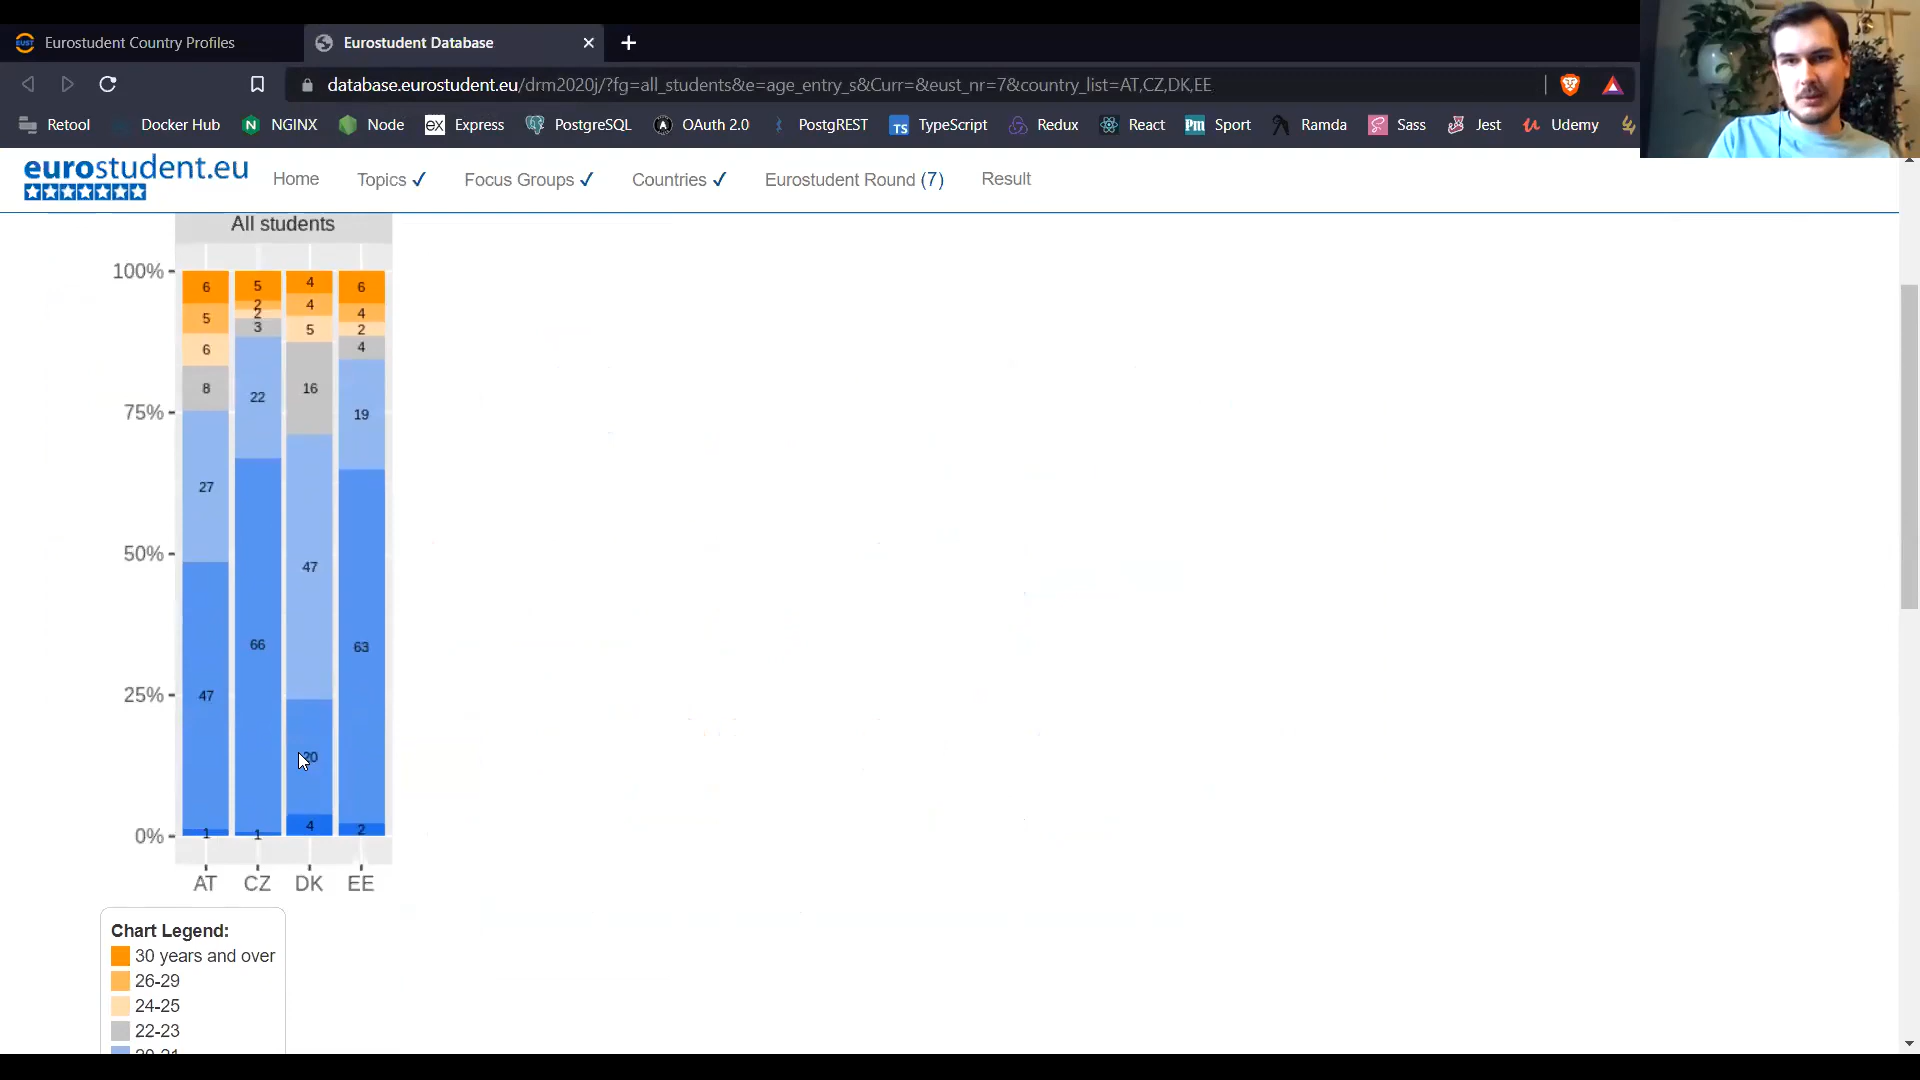 Eurostudent Country Profiles
Eurostudent Database
database.eurostudent.eu/drm2020j/?fg=all_students&e=age_entry_s&Curr=&eust_nr=7&country_list=AT,CZ,DK,EE
Retool Docker Hub NGINX Node Express PostgreSQL OAuth 2.0 PostgREST TypeScript Redux React Sport Ramda Sass Jest Udemy
eurostudent.eu
Home Topics ✓ Focus Groups ✓ Countries ✓ Eurostudent Round (7) Result
All students
100%
75%
50%
25%
0%
6 5 4 6
5 2 4 4
6 2 5 2
8 3 16 4
27 22 47 19
47 66 20 63
1 1 4 2
AT CZ DK EE
Chart Legend:
30 years and over
26-29
24-25
22-23